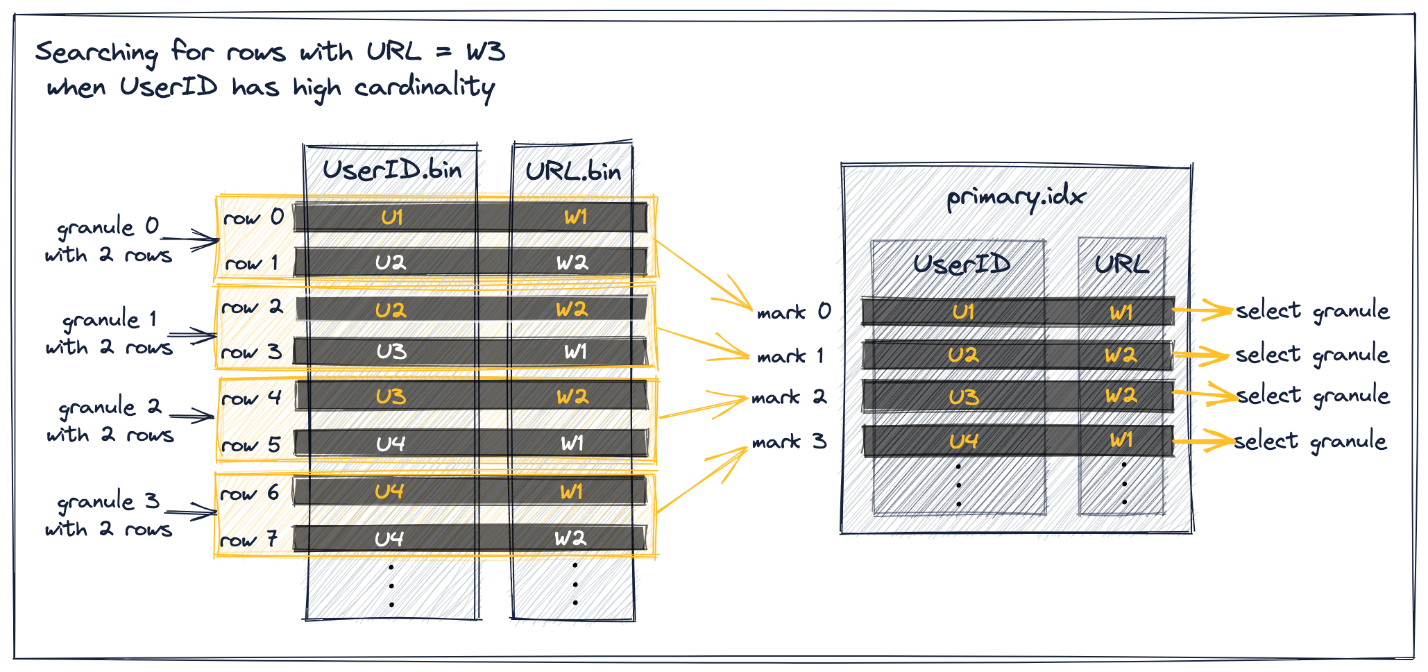 Searching for rows with URL = W3
when UserID has high cardinality
UserID.bin
URL.bin
granule 0
with 2 rows
row 0
U1
W1
row 1
U2
W2
granule 1
with 2 rows
row 2
U2
W2
row 3
U3
W1
granule 2
with 2 rows
row 4
U3
W2
row 5
U4
W1
granule 3
with 2 rows
row 6
U4
W1
row 7
U4
W2
primary.idx
UserID
URL
mark 0
U1
W1
select granule
mark 1
U2
W2
select granule
mark 2
U3
W2
select granule
mark 3
U4
W1
select granule